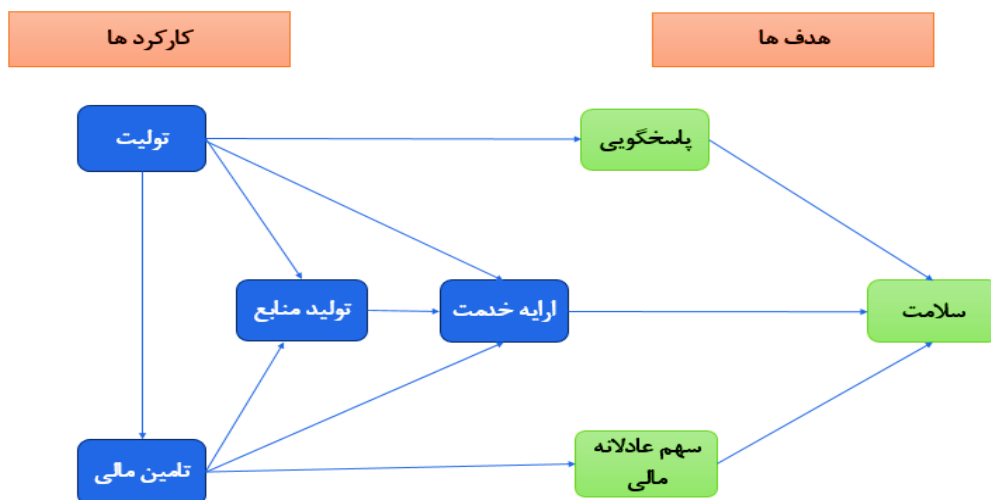 کارکرد ها
هدف ها
تولیت
پاسخگویی
تولید منابع
ارایه خدمت
سلامت
تامین مالی
سهم عادلانه
مالی